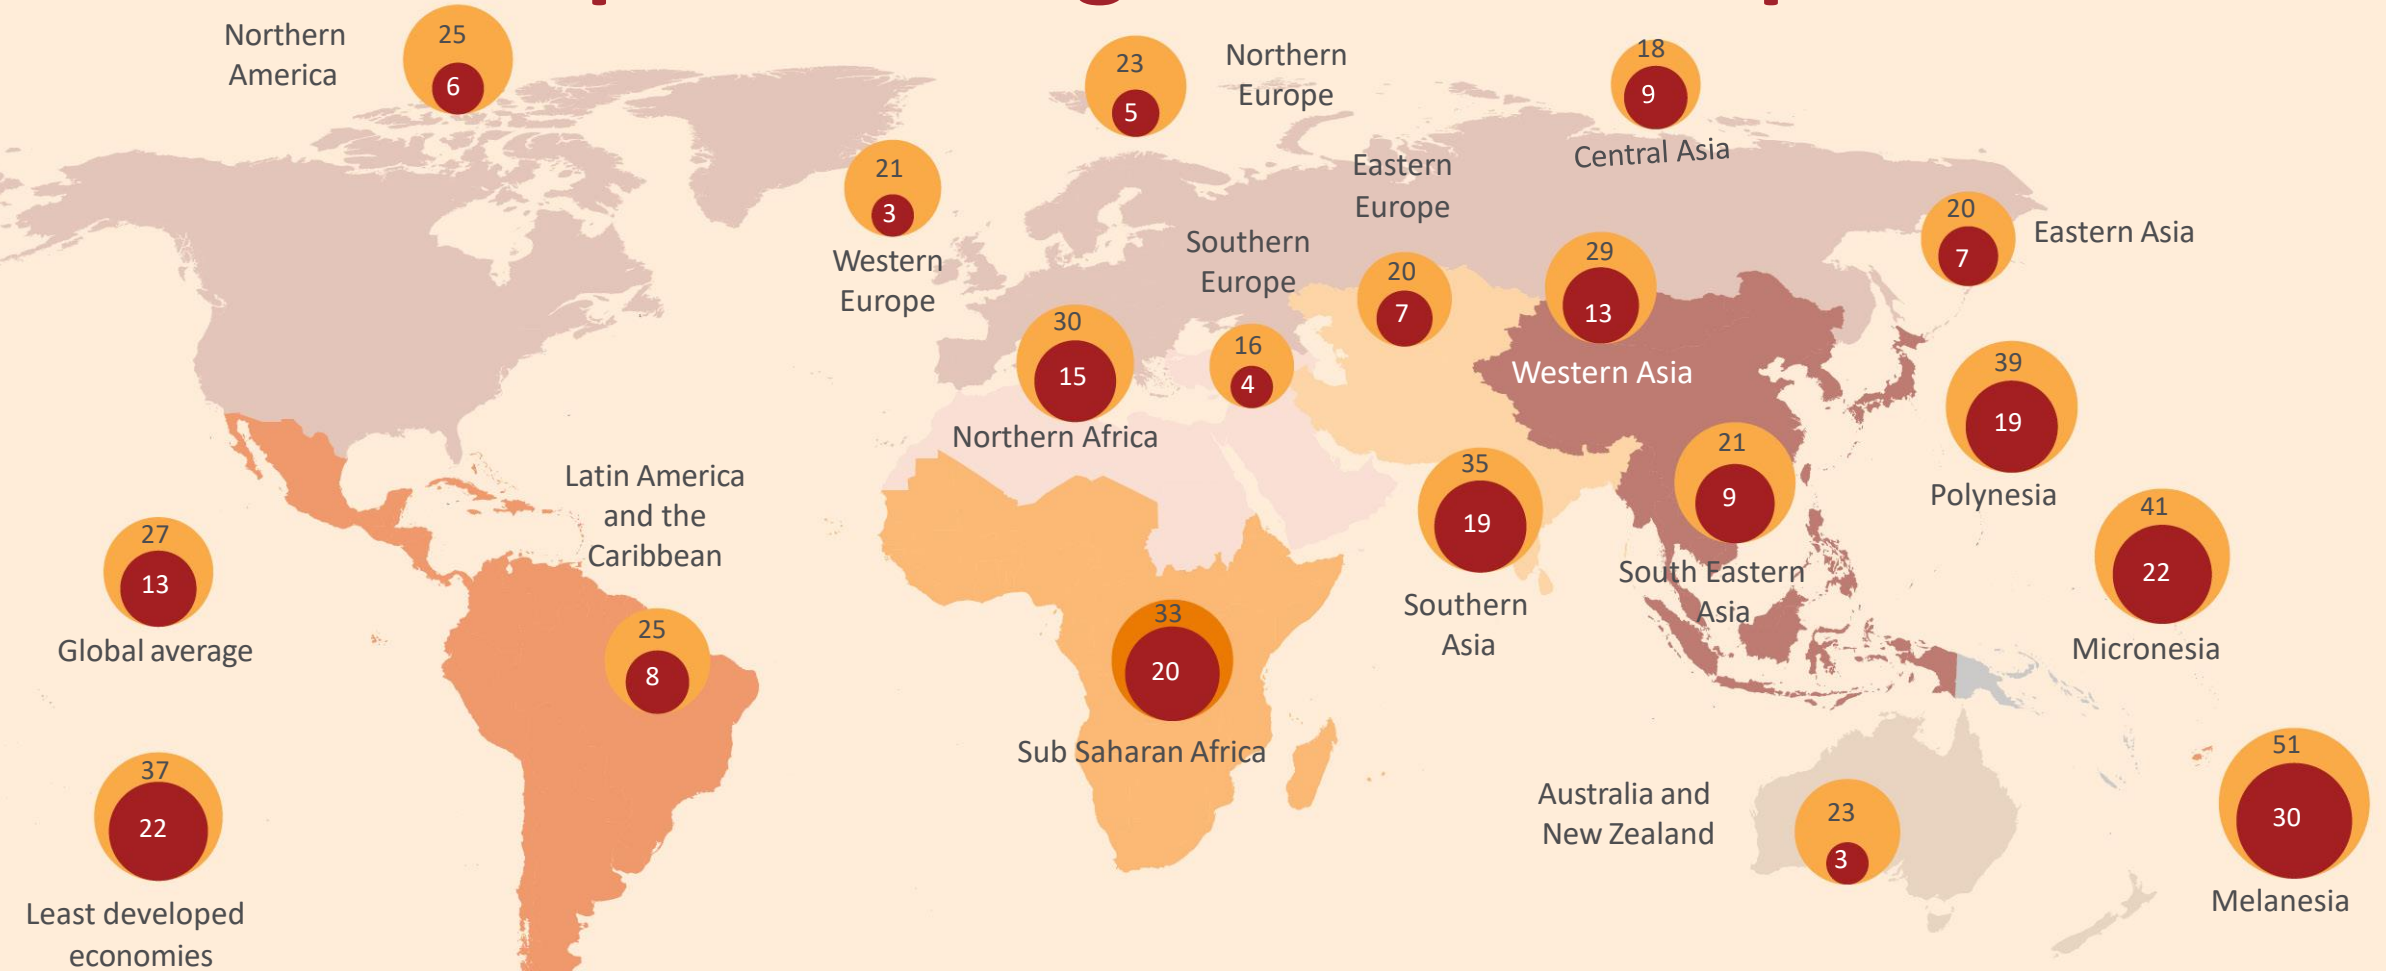 Northern
America
25
6
23
5
Northern
Europe
18
9
Central Asia
21
3
Western
Europe
Eastern
Europe
20
7
Southern
Europe
16
4
29
13
Western Asia
20
7
Eastern Asia
30
15
Northern Africa
39
19
Polynesia
Latin America
and the
Caribbean
25
8
35
19
Southern
Asia
21
9
South Eastern
Asia
41
22
Micronesia
27
13
Global average
33
20
Sub Saharan Africa
37
22
Least developed
economies
Australia and
New Zealand
23
3
51
30
Melanesia